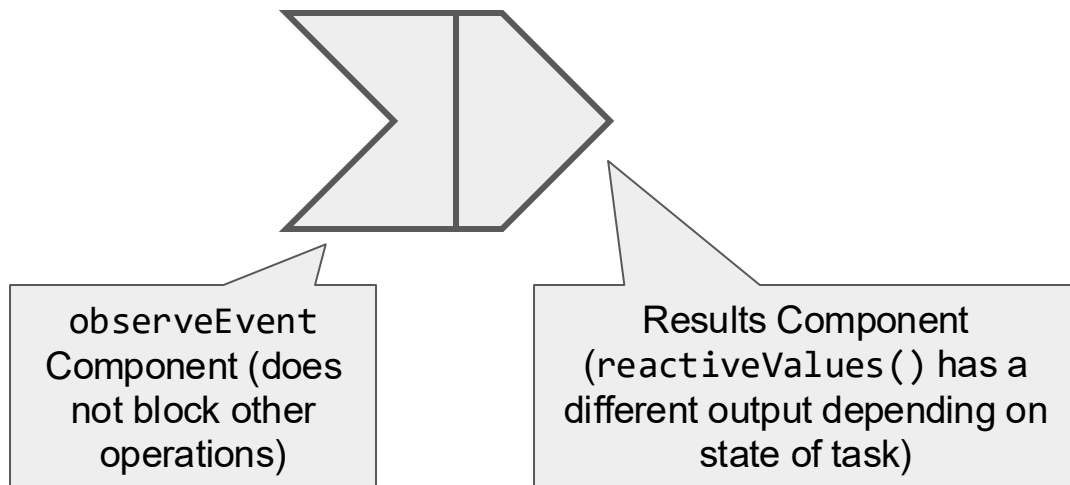 observeEvent
Component (does
not block other
operations)
Results Component
(reactiveValues() has a
different output depending on
state of task)